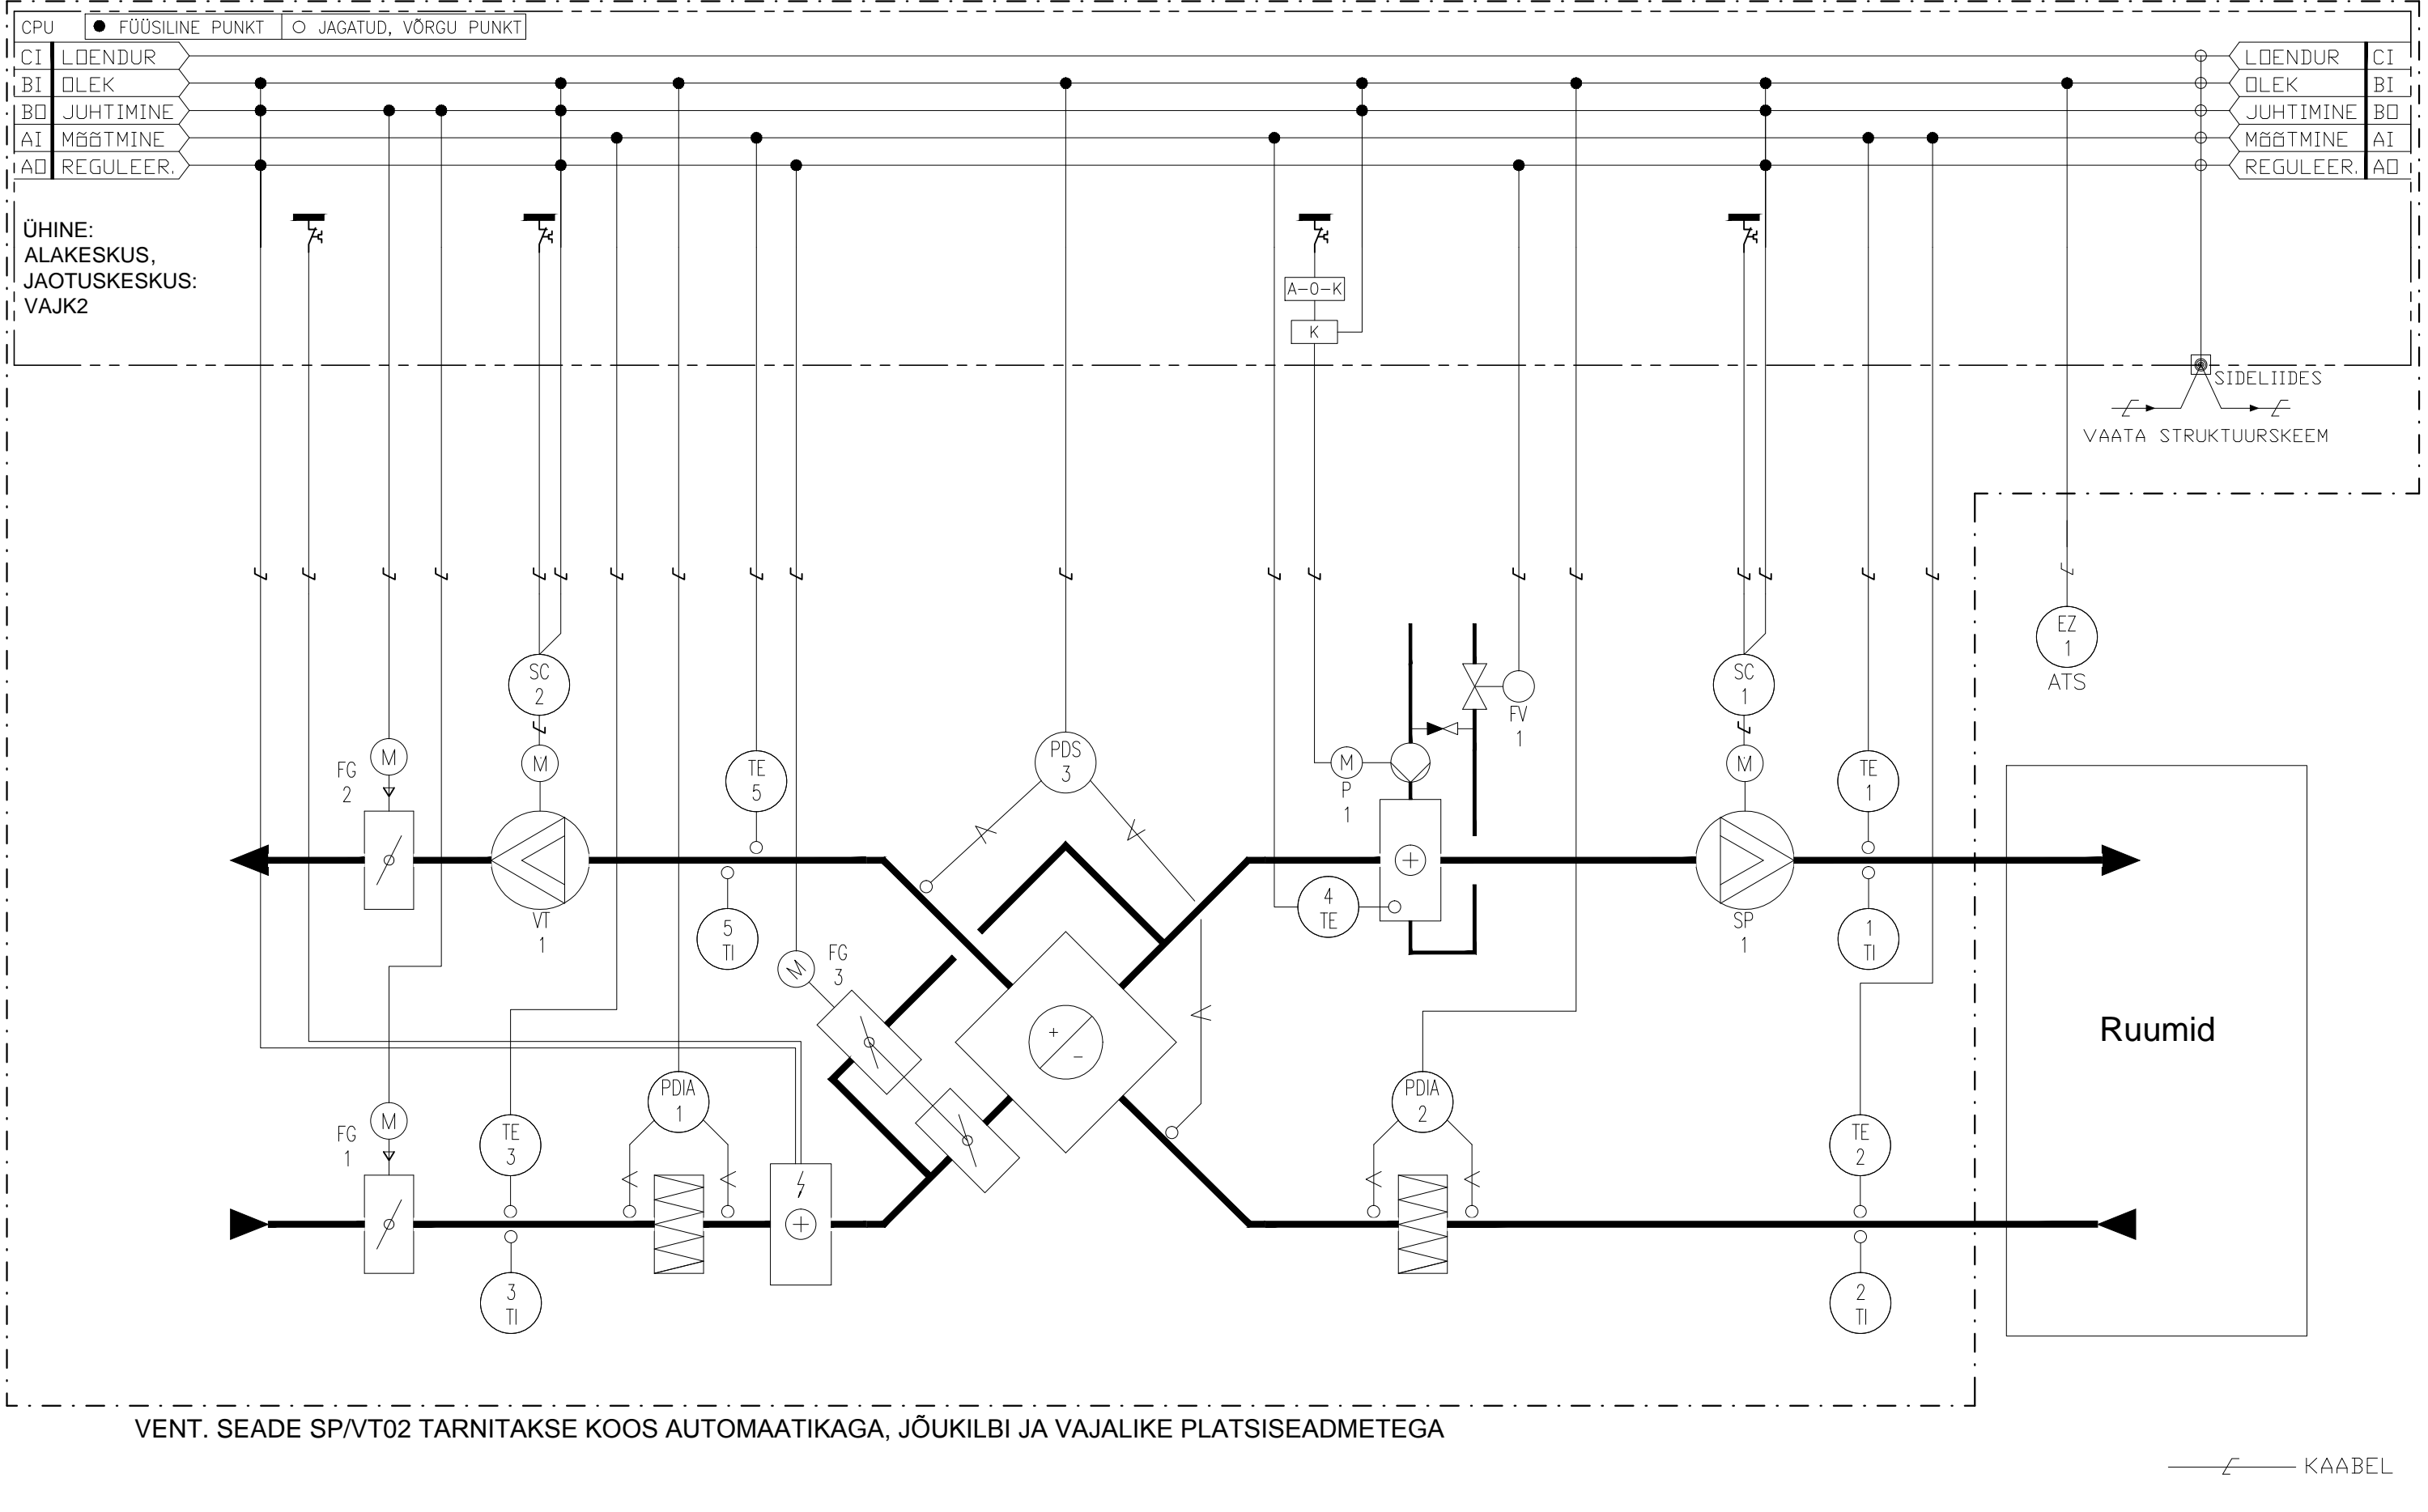 CPU ● FÜÜSILINE PUNKT ○ JAGATUD, VÕRGU PUNKT
CI LOENDUR
BI OLEK
BO JUHTIMINE
AI MÕÕTMINE
AO REGULEER.
LOENDUR CI
OLEK BI
JUHTIMINE BO
MÕÕTMINE AI
REGULEER. AO
ÜHINE:
ALAKESKUS,
JAOTUSKESKUS:
VAJK2
A-O-K
K
SIDELIIDES
VAATA STRUKTUURSKEEM
EZ
1
ATS
SC
2
SC
1
FV
1
M
FG
2
M
VT
1
TE
5
5
TI
PDS
3
M
P
1
4
TE
M
SP
1
TE
1
1
TI
M
FG
3
+
-
Ruumid
M
FG
1
TE
3
3
TI
PDIA
1
+
PDIA
2
TE
2
2
TI
VENT. SEADE SP/VT02 TARNITAKSE KOOS AUTOMAATIKAGA, JÕUKILBI JA VAJALIKE PLATSISEADMETEGA
KAABEL